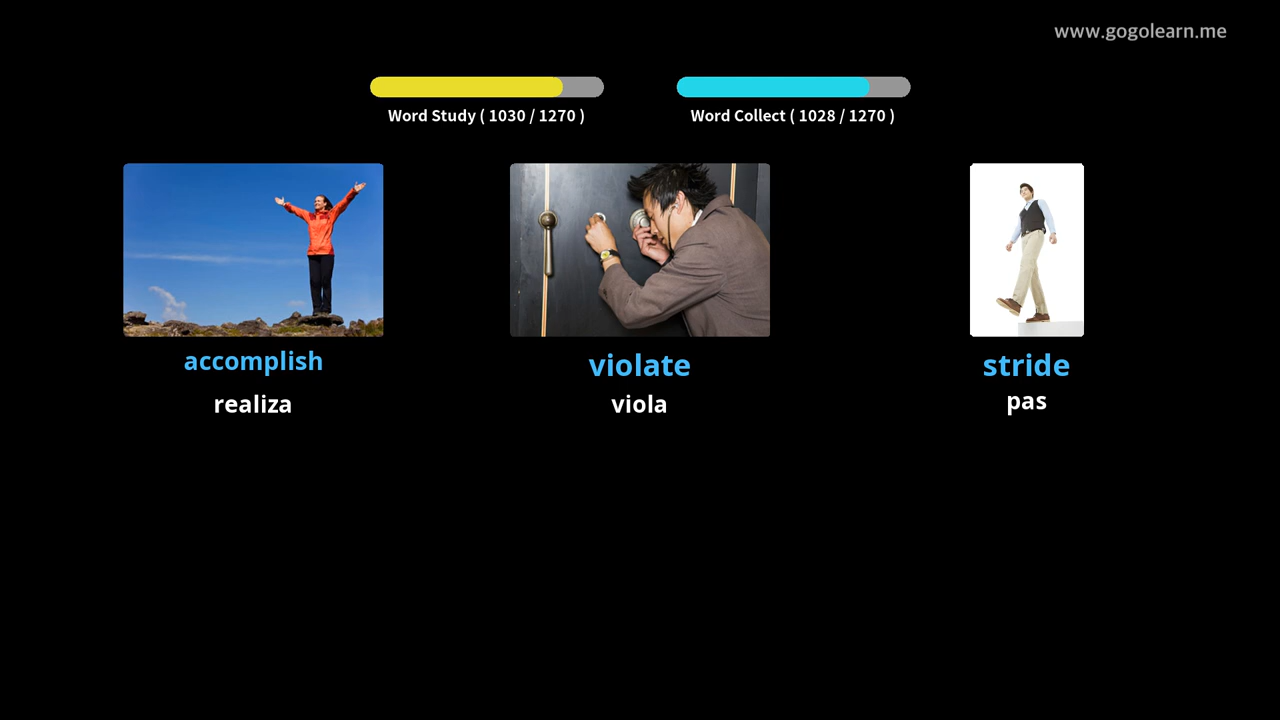 www.gogolearn.me
Word Study ( 1030 / 1270 )
Word Collect ( 1028 / 1270 )
accomplish
realiza
violate
viola
stride
pas